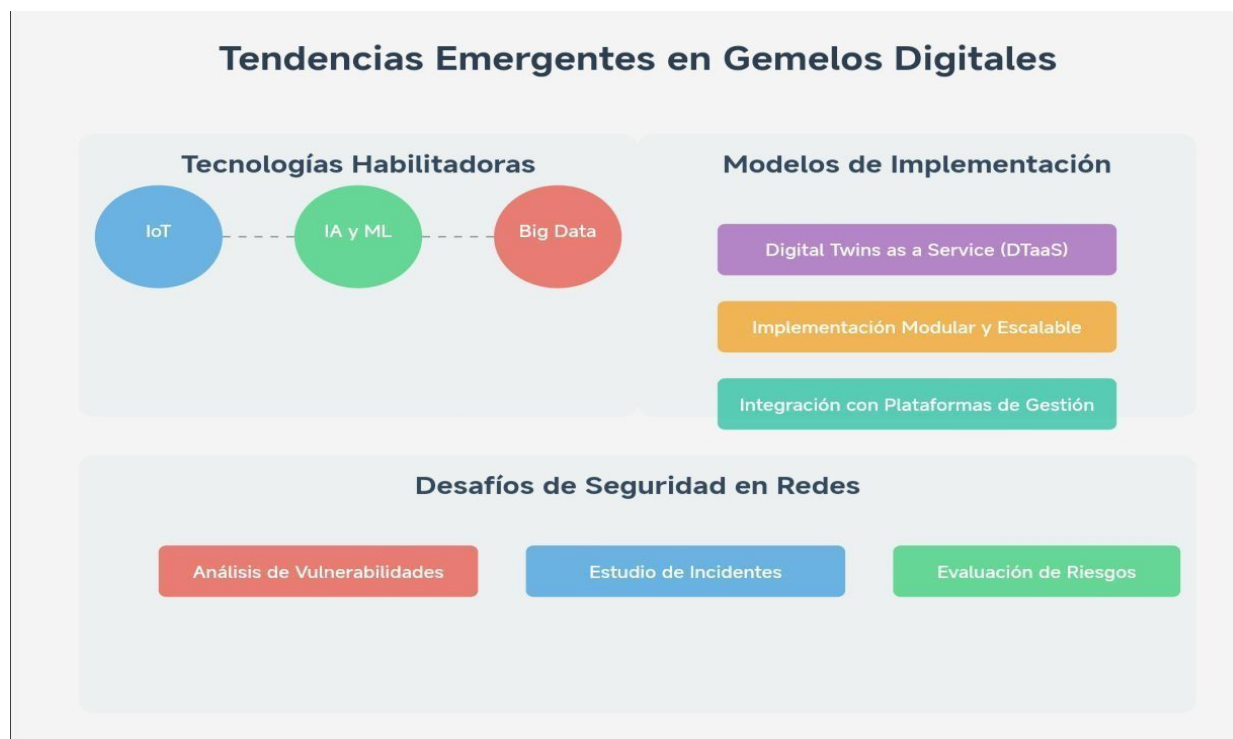 Tendencias Emergentes en Gemelos Digitales
Tecnologías Habilitadoras
IoT
IA y ML
Big Data
Modelos de Implementación
Digital Twins as a Service (DTaaS)
Implementación Modular y Escalable
Integración con Plataformas de Gestión
Desafíos de Seguridad en Redes
Análisis de Vulnerabilidades
Estudio de Incidentes
Evaluación de Riesgos